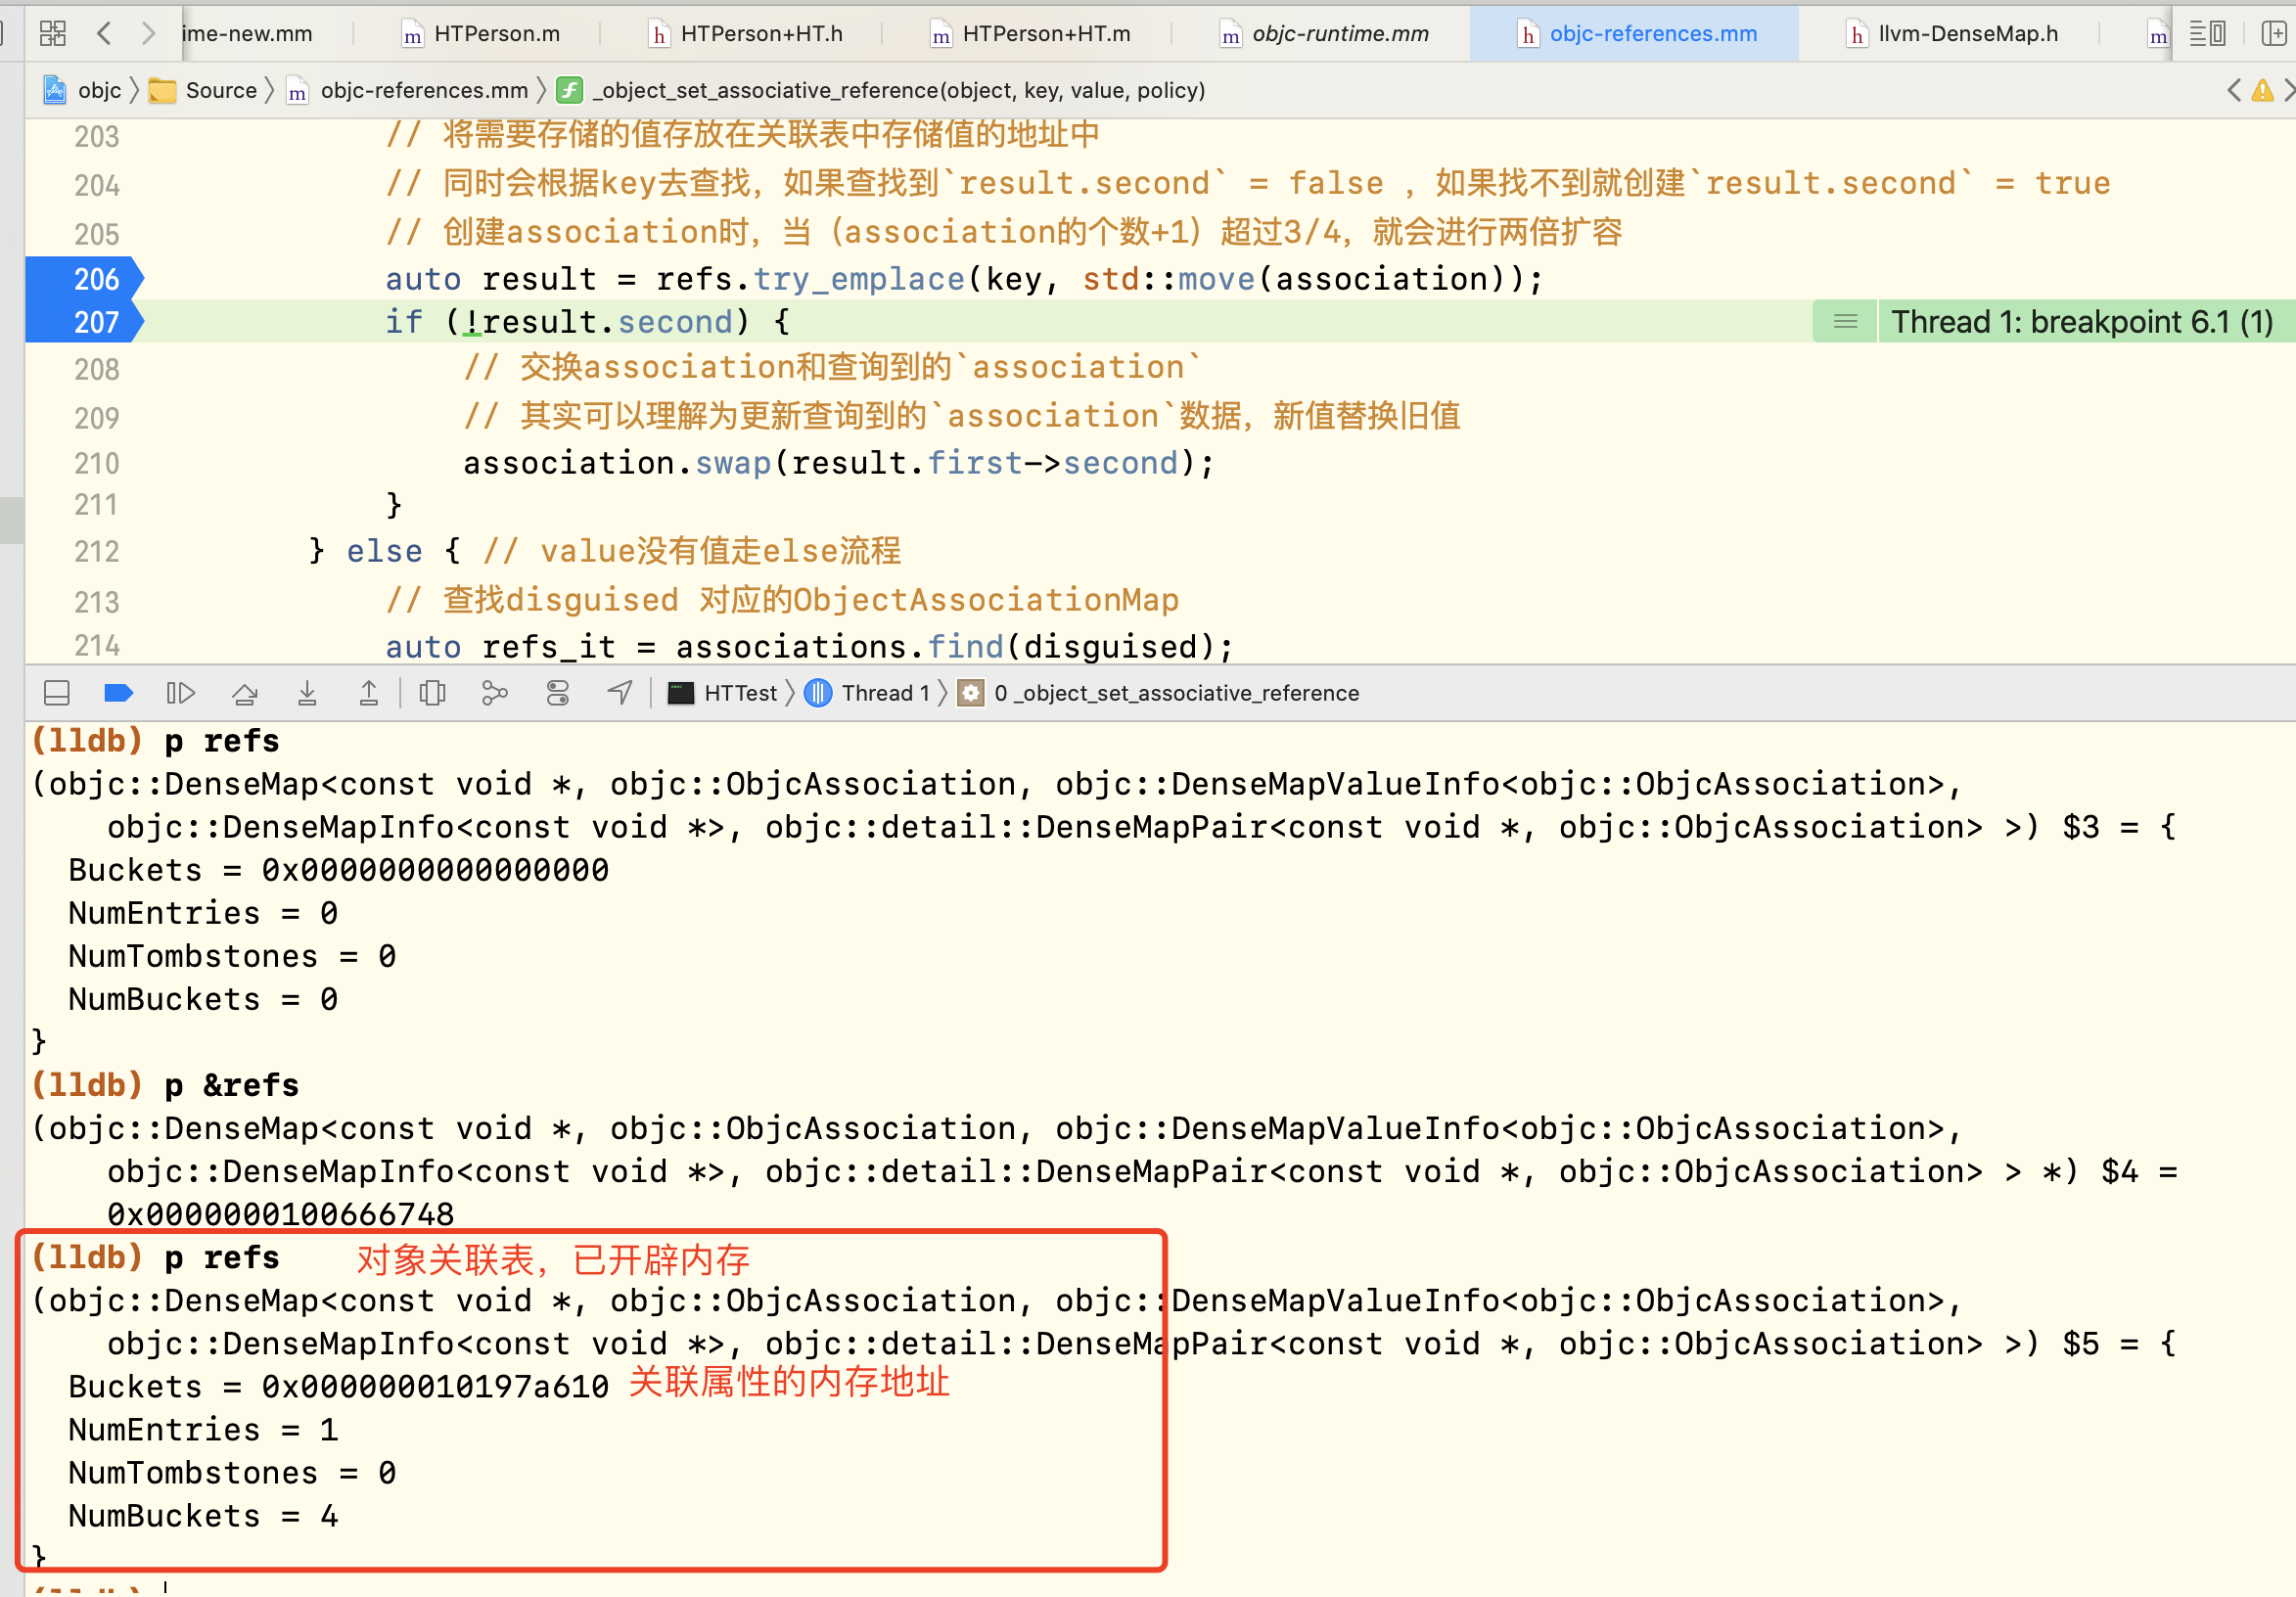 ime-new.mm HTPerson.m HTPerson+HT.h HTPerson+HT.m objc-runtime.mm objc-references.mm llvm-DenseMap.h
objc Source objc-references.mm _object_set_associative_reference(object, key, value, policy)
203 // 将需要存储的值存放在关联表中存储值的地址中
204 // 同时会根据key去查找，如果查找到`result.second` = false ，如果找不到就创建`result.second` = true
205 // 创建association时，当（association的个数+1）超过3/4，就会进行两倍扩容
206 auto result = refs.try_emplace(key, std::move(association));
207 if (!result.second) { Thread 1: breakpoint 6.1 (1)
208 // 交换association和查询到的`association`
209 // 其实可以理解为更新查询到的`association`数据，新值替换旧值
210 association.swap(result.first->second);
211 }
212 } else { // value没有值走else流程
213 // 查找disguised 对应的ObjectAssociationMap
214 auto refs_it = associations.find(disguised);
HTTest Thread 1 0 _object_set_associative_reference
(lldb) p refs
(objc::DenseMap<const void *, objc::ObjcAssociation, objc::DenseMapValueInfo<objc::ObjcAssociation>,
objc::DenseMapInfo<const void *>, objc::detail::DenseMapPair<const void *, objc::ObjcAssociation> >) $3 = {
Buckets = 0x0000000000000000
NumEntries = 0
NumTombstones = 0
NumBuckets = 0
}
(lldb) p &refs
(objc::DenseMap<const void *, objc::ObjcAssociation, objc::DenseMapValueInfo<objc::ObjcAssociation>,
objc::DenseMapInfo<const void *>, objc::detail::DenseMapPair<const void *, objc::ObjcAssociation> > *) $4 =
0x0000000100666748
(lldb) p refs 对象关联表，已开辟内存
(objc::DenseMap<const void *, objc::ObjcAssociation, objc::DenseMapValueInfo<objc::ObjcAssociation>,
objc::DenseMapInfo<const void *>, objc::detail::DenseMapPair<const void *, objc::ObjcAssociation> >) $5 = {
Buckets = 0x000000010197a610 关联属性的内存地址
NumEntries = 1
NumTombstones = 0
NumBuckets = 4
}